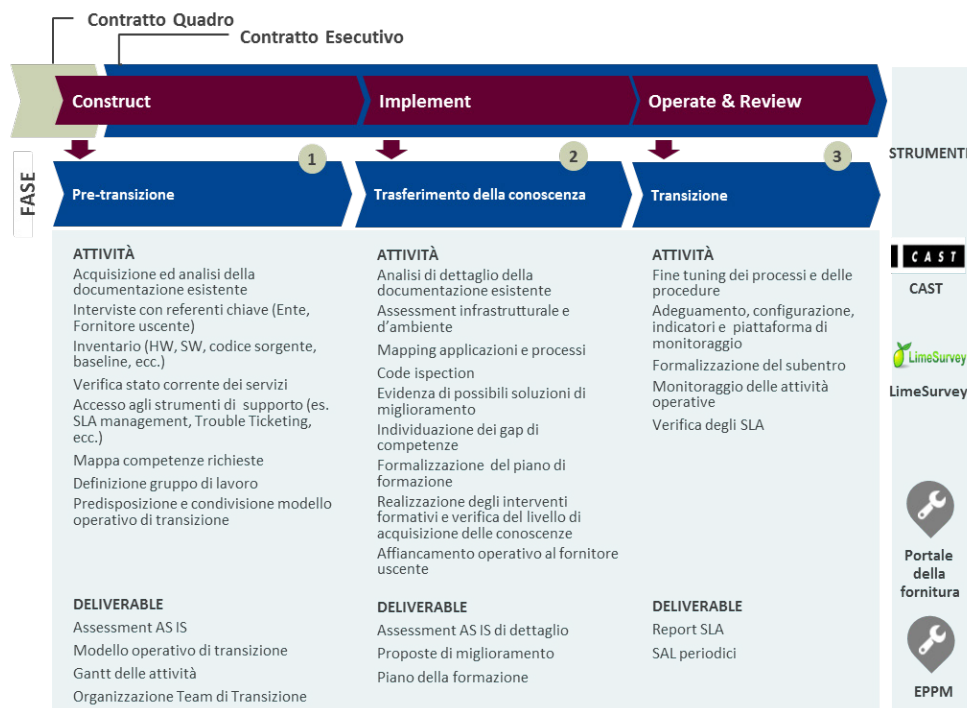 Contratto Quadro
Contratto Esecutivo
Construct
Implement
Operate & Review
FASE
1
Pre-transizione
2
Trasferimento della conoscenza
3
Transizione
ATTIVITÀ
Acquisizione ed analisi della
documentazione esistente
Interviste con referenti chiave (Ente,
Fornitore uscente)
Inventario (HW, SW, codice sorgente,
baseline, ecc.)
Verifica stato corrente dei servizi
Accesso agli strumenti di supporto (es.
SLA management, Trouble Ticketing,
ecc.)
Mappa competenze richieste
Definizione gruppo di lavoro
Predisposizione e condivisione modello
operativo di transizione
DELIVERABLE
Assessment AS IS
Modello operativo di transizione
Gantt delle attività
Organizzazione Team di Transizione
ATTIVITÀ
Analisi di dettaglio della
documentazione esistente
Assessment infrastrutturale e
d'ambiente
Mapping applicazioni e processi
Code ispection
Evidenza di possibili soluzioni di
miglioramento
Individuazione dei gap di
competenze
Formalizzazione del piano di
formazione
Realizzazione degli interventi
formativi e verifica del livello di
acquisizione delle conoscenze
Affiancamento operativo al fornitore
uscente
DELIVERABLE
Assessment AS IS di dettaglio
Proposte di miglioramento
Piano della formazione
ATTIVITÀ
Fine tuning dei processi e delle
procedure
Adeguamento, configurazione,
indicatori e piattaforma di
monitoraggio
Formalizzazione del subentro
Monitoraggio delle attività
operative
Verifica degli SLA
DELIVERABLE
Report SLA
SAL periodici
STRUMENTI
CAST
CAST
LimeSurvey
LimeSurvey
Portale
della
fornitura
EPPM